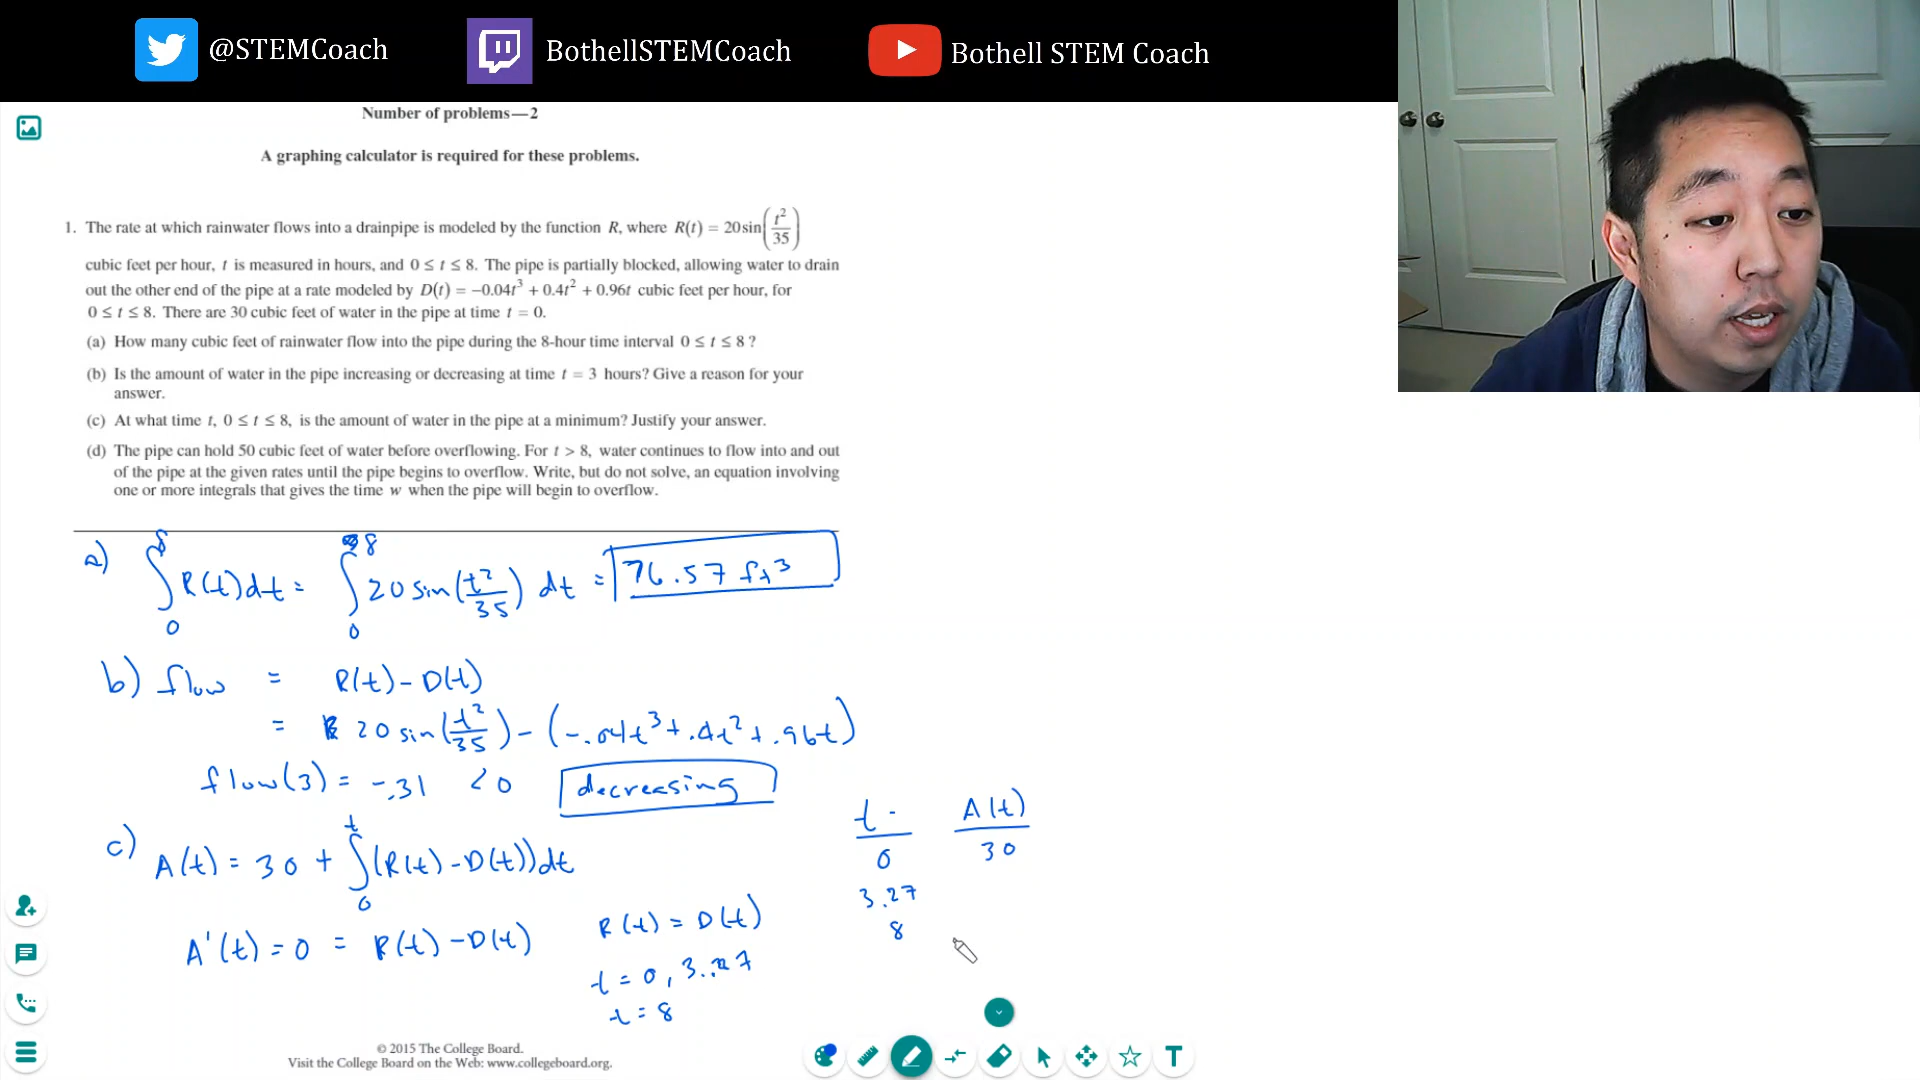 @STEMCoach
BothellSTEMCoach
Bothell STEM Coach
Number of problems—2
A graphing calculator is required for these problems.
1. The rate at which rainwater flows into a drainpipe is modeled by the function R, where R(t) = 20 sin(t²/35)
cubic feet per hour, t is measured in hours, and 0 ≤ t ≤ 8. The pipe is partially blocked, allowing water to drain
out the other end of the pipe at a rate modeled by D(t) = −0.04t³ + 0.4t² + 0.96t cubic feet per hour, for
0 ≤ t ≤ 8. There are 30 cubic feet of water in the pipe at time t = 0.
(a) How many cubic feet of rainwater flow into the pipe during the 8-hour time interval 0 ≤ t ≤ 8 ?
(b) Is the amount of water in the pipe increasing or decreasing at time t = 3 hours? Give a reason for your
answer.
(c) At what time t, 0 ≤ t ≤ 8, is the amount of water in the pipe at a minimum? Justify your answer.
(d) The pipe can hold 50 cubic feet of water before overflowing. For t > 8, water continues to flow into and out
of the pipe at the given rates until the pipe begins to overflow. Write, but do not solve, an equation involving
one or more integrals that gives the time w when the pipe will begin to overflow.
a) ∫₀⁸ R(t)dt = ∫₀⁸ 20 sin(t²/35) dt = 76.57 ft³
b) flow = R(t) − D(t)
= 20 sin(t²/35) − (−.04t³ + .4t² + .96t)
flow(3) = −.31 < 0 decreasing
c) A(t) = 30 + ∫₀ᵗ (R(t) − D(t))dt
A'(t) = 0 = R(t) − D(t)
R(t) = D(t)
t = 0, 3.27
t = 8
t A(t)
0 30
3.27
8
© 2015 The College Board.
Visit the College Board on the Web: www.collegeboard.org.
T